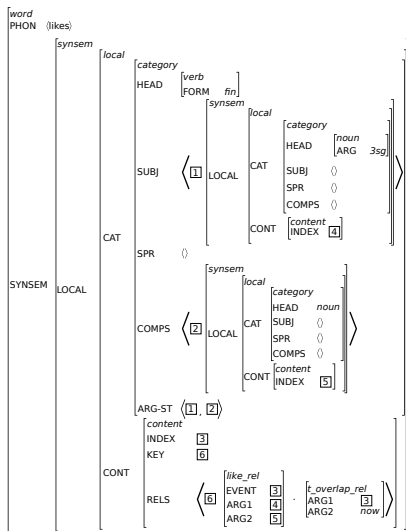 word
PHON ⟨likes⟩
synsem
local
category
HEAD
verb
FORM fin
SUBJ
⟨ 1
synsem
LOCAL
local
CAT
category
HEAD
noun
ARG 3sg
SUBJ ⟨⟩
SPR ⟨⟩
COMPS ⟨⟩
CONT
content
INDEX 4
⟩
SPR ⟨⟩
COMPS
⟨ 2
synsem
LOCAL
local
CAT
category
HEAD noun
SUBJ ⟨⟩
SPR ⟨⟩
COMPS ⟨⟩
CONT
content
INDEX 5
⟩
ARG-ST ⟨ 1 , 2 ⟩
SYNSEM
LOCAL
CAT
CONT
content
INDEX 3
KEY 6
RELS
⟨ 6
like_rel
EVENT 3
ARG1 4
ARG2 5
,
t_overlap_rel
ARG1 3
ARG2 now
⟩